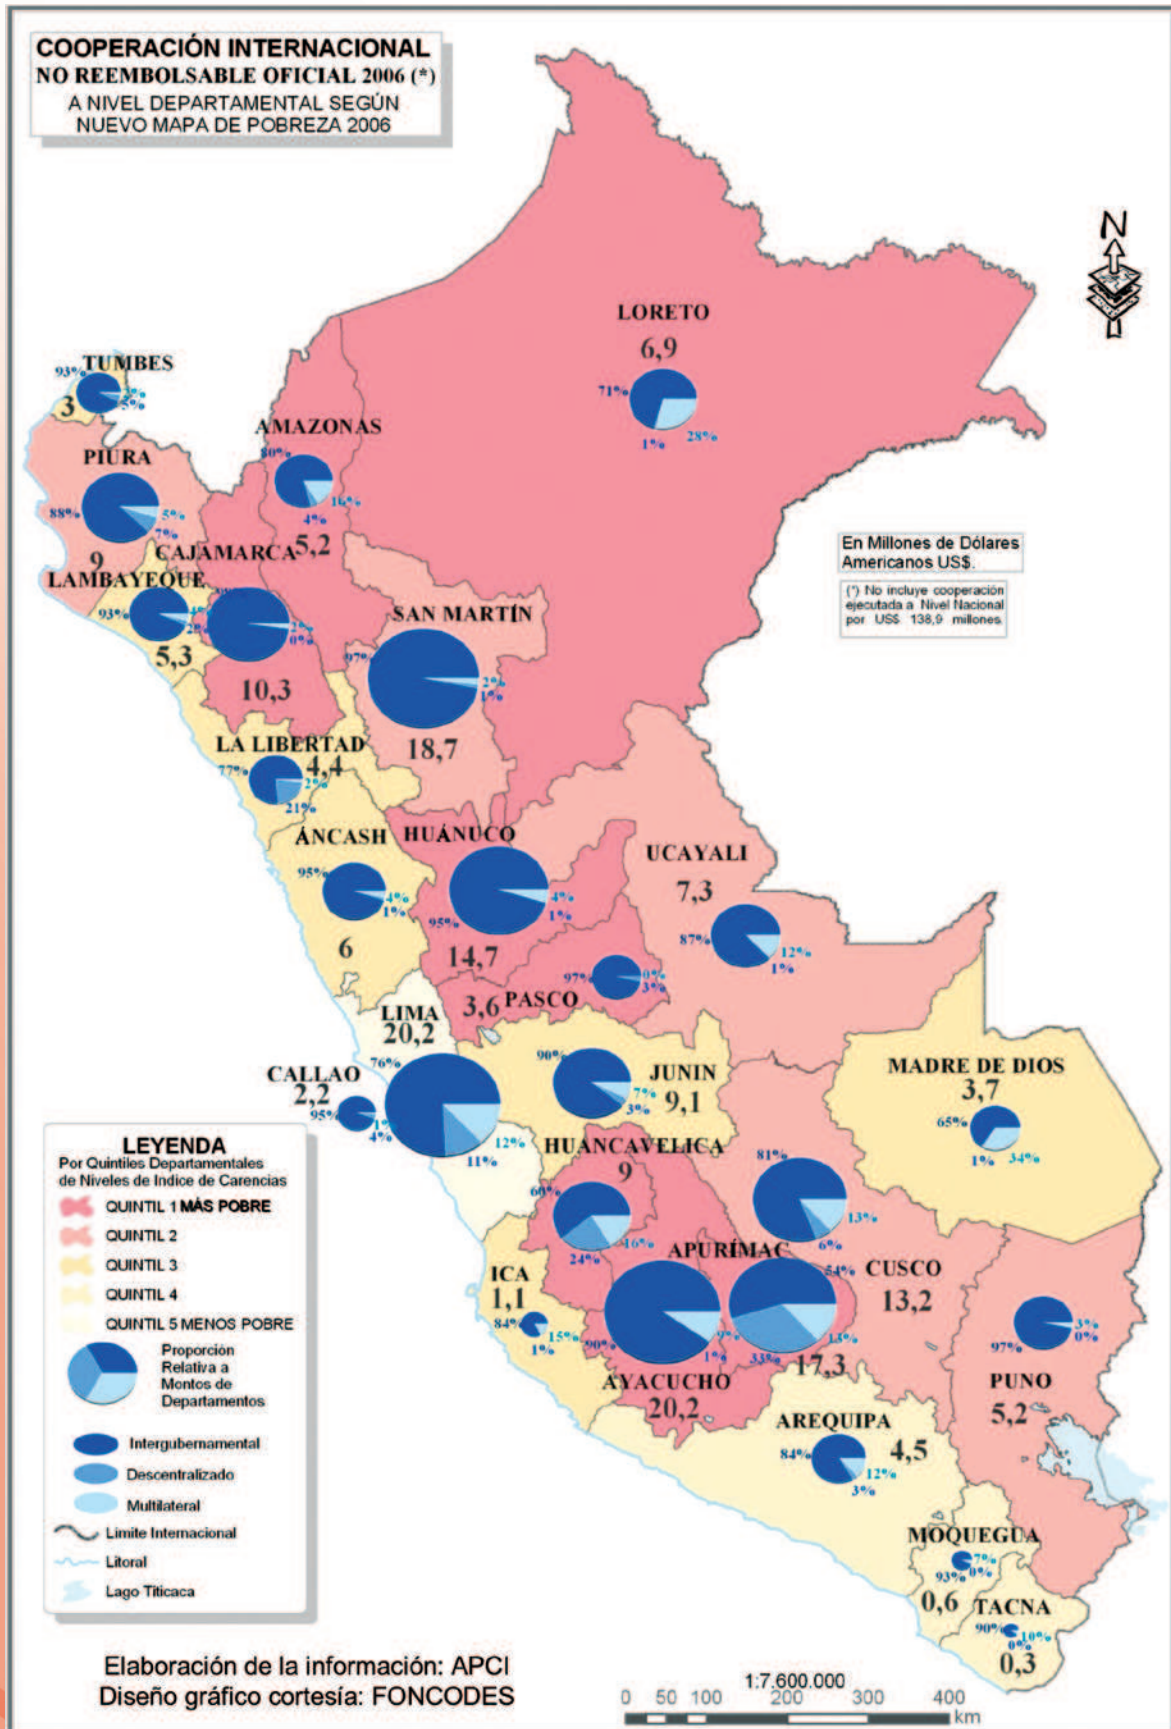 COOPERACIÓN INTERNACIONAL
NO REEMBOLSABLE OFICIAL 2006 (*)
A NIVEL DEPARTAMENTAL SEGÚN
NUEVO MAPA DE POBREZA 2006
N
LORETO
6,9
71%
1%
28%
TUMBES
93%
3%
5%
3
AMAZONAS
80%
16%
4%
5,2
PIURA
88%
5%
7%
9
En Millones de Dólares
Americanos US$.
(*) No incluye cooperación
ejecutada a Nivel Nacional
por US$ 138,9 millones.
CAJAMARCA
2%
0%
10,3
LAMBAYEQUE
93%
4%
2%
5,3
SAN MARTÍN
97%
2%
1%
18,7
LA LIBERTAD
4,4
77%
2%
21%
ÁNCASH
95%
4%
1%
6
HUÁNUCO
4%
95%
1%
14,7
UCAYALI
7,3
87%
12%
1%
97%
0%
3%
3,6
PASCO
LIMA
20,2
76%
12%
11%
CALLAO
2,2
95%
1%
4%
90%
JUNIN
7%
9,1
3%
MADRE DE DIOS
3,7
65%
1%
34%
HUANCAVELICA
9
60%
16%
24%
81%
13%
6%
CUSCO
13,2
APURÍMAC
54%
13%
33%
17,3
ICA
1,1
84%
15%
1%
90%
9%
1%
AYACUCHO
20,2
3%
97%
0%
PUNO
5,2
AREQUIPA
4,5
84%
12%
3%
MOQUEGUA
7%
93%
0%
0,6
TACNA
90%
10%
0%
0,3
LEYENDA
Por Quintiles Departamentales
de Niveles de Indice de Carencias
QUINTIL 1 MÁS POBRE
QUINTIL 2
QUINTIL 3
QUINTIL 4
QUINTIL 5 MENOS POBRE
Proporción
Relativa a
Montos de
Departamentos
Intergubernamental
Descentralizado
Multilateral
Límite Internacional
Litoral
Lago Titicaca
Elaboración de la información: APCI
Diseño gráfico cortesía: FONCODES
1:7.600.000
0 50 100 200 300 400
km